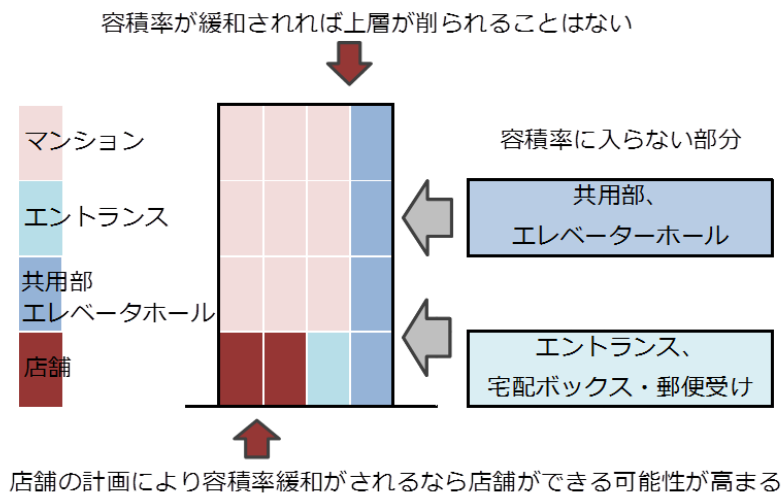 容積率が緩和されれば上層が削られることはない
マンション
エントランス
共用部
エレベータホール
店舗
容積率に入らない部分
共用部、
エレベーターホール
エントランス、
宅配ボックス・郵便受け
店舗の計画により容積率緩和がされるなら店舗ができる可能性が高まる